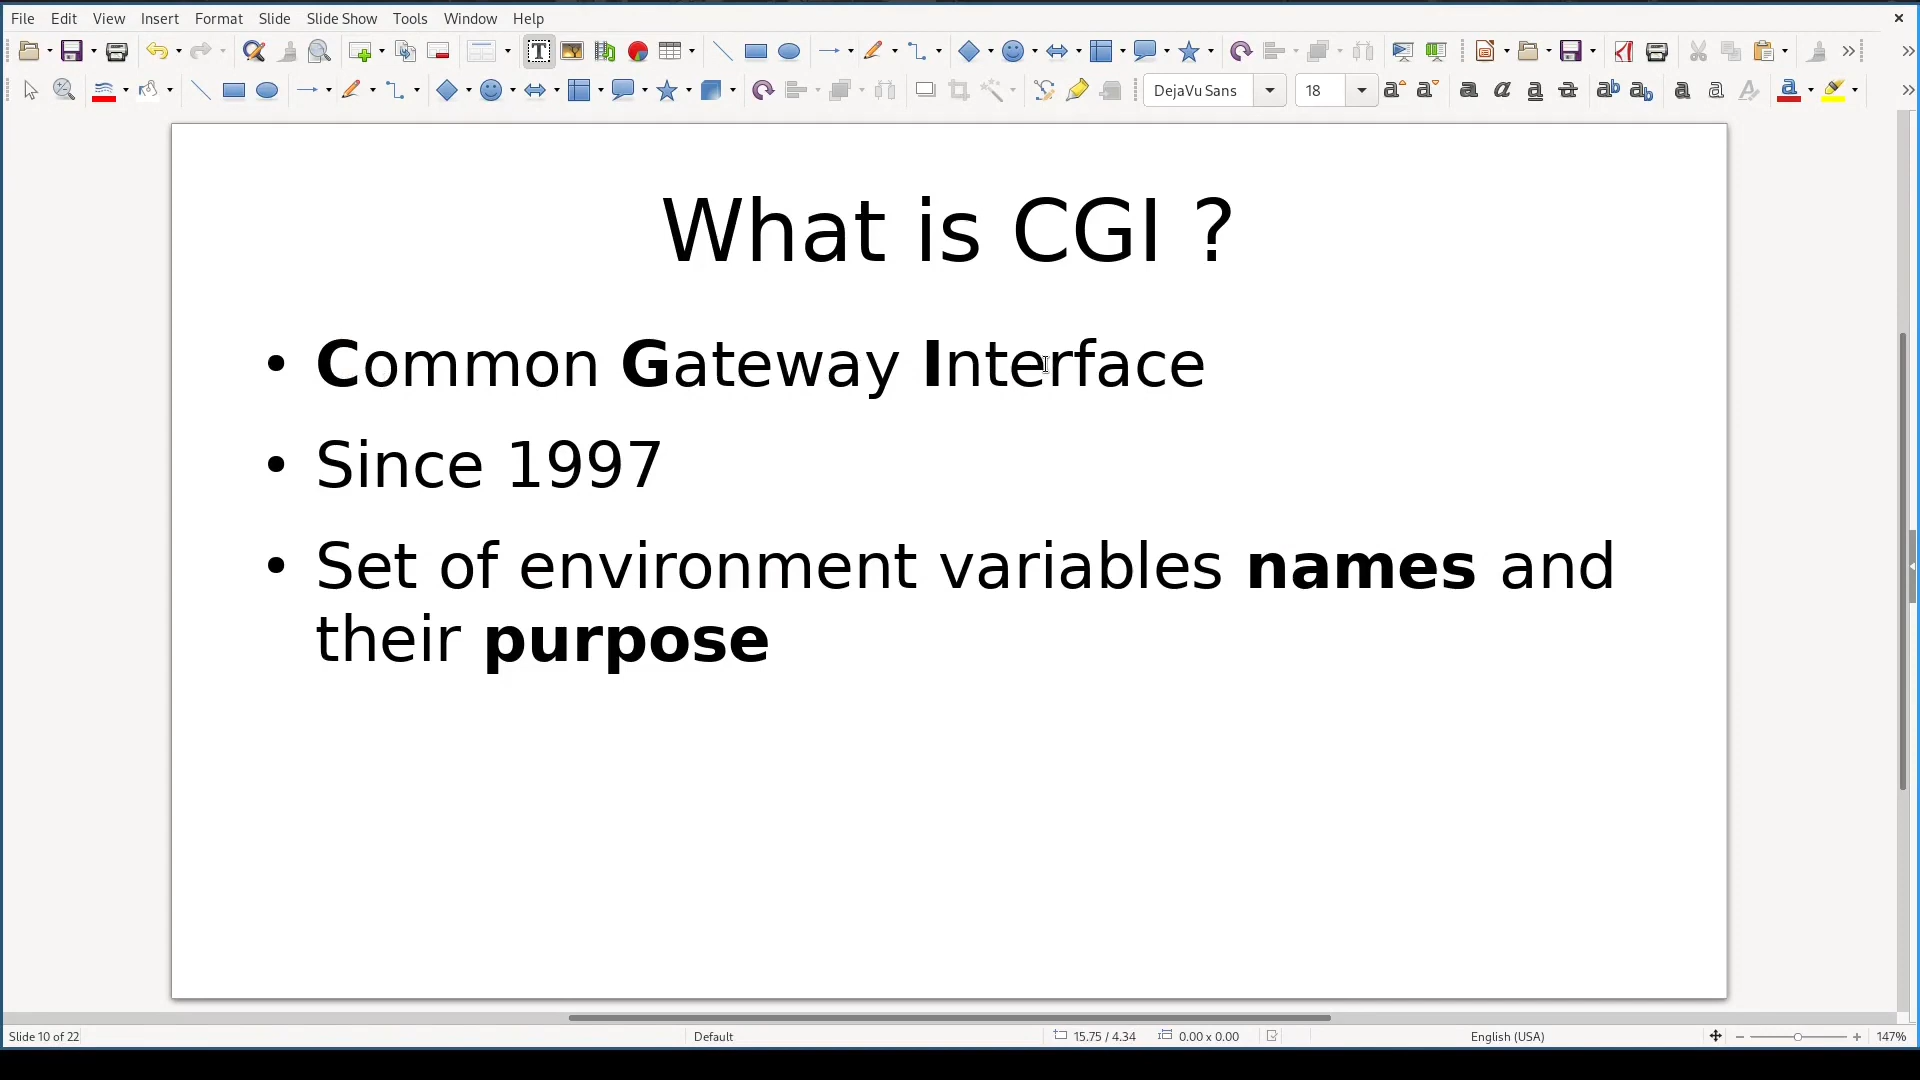 File Edit View Insert Format Slide Slide Show Tools Window Help
DejaVu Sans 18
What is CGI ?
• Common Gateway Interface
• Since 1997
• Set of environment variables names and
their purpose
Slide 10 of 22 Default 15.75 / 4.34 0.00 x 0.00 English (USA) 147%